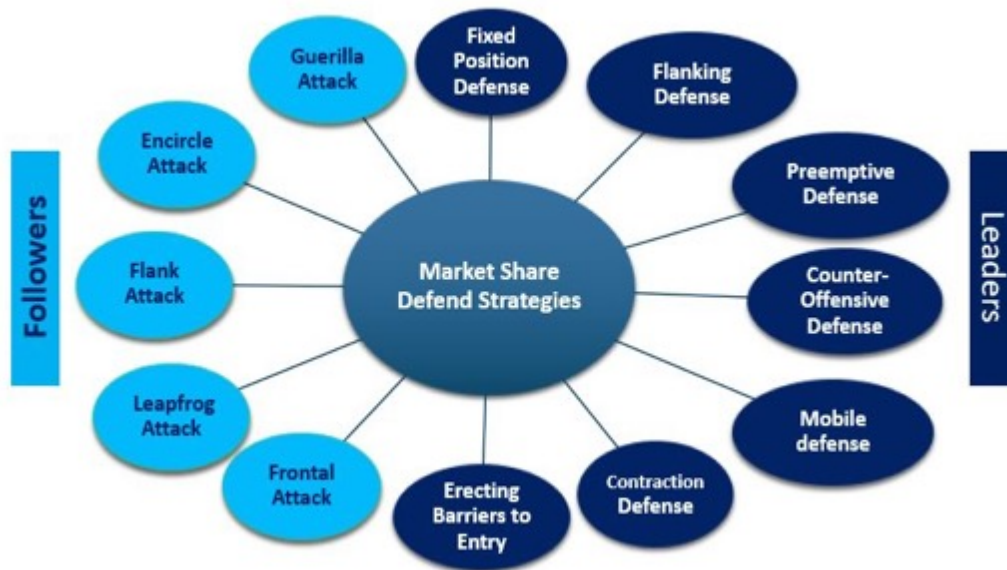 Guerilla
Attack
Fixed
Position
Defense
Flanking
Defense
Encircle
Attack
Preemptive
Defense
Followers
Flank
Attack
Market Share
Defend Strategies
Counter-
Offensive
Defense
Leaders
Leapfrog
Attack
Mobile
defense
Frontal
Attack
Erecting
Barriers to
Entry
Contraction
Defense